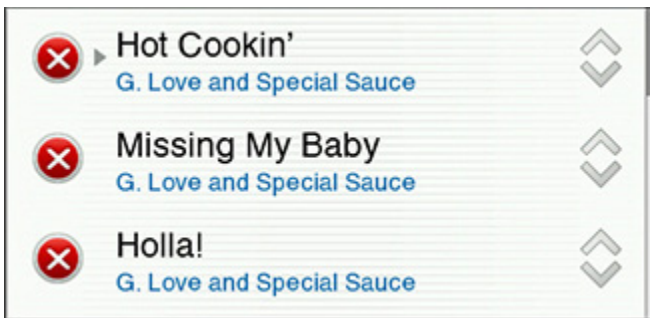 Hot Cookin’
G. Love and Special Sauce
Missing My Baby
G. Love and Special Sauce
Holla!
G. Love and Special Sauce